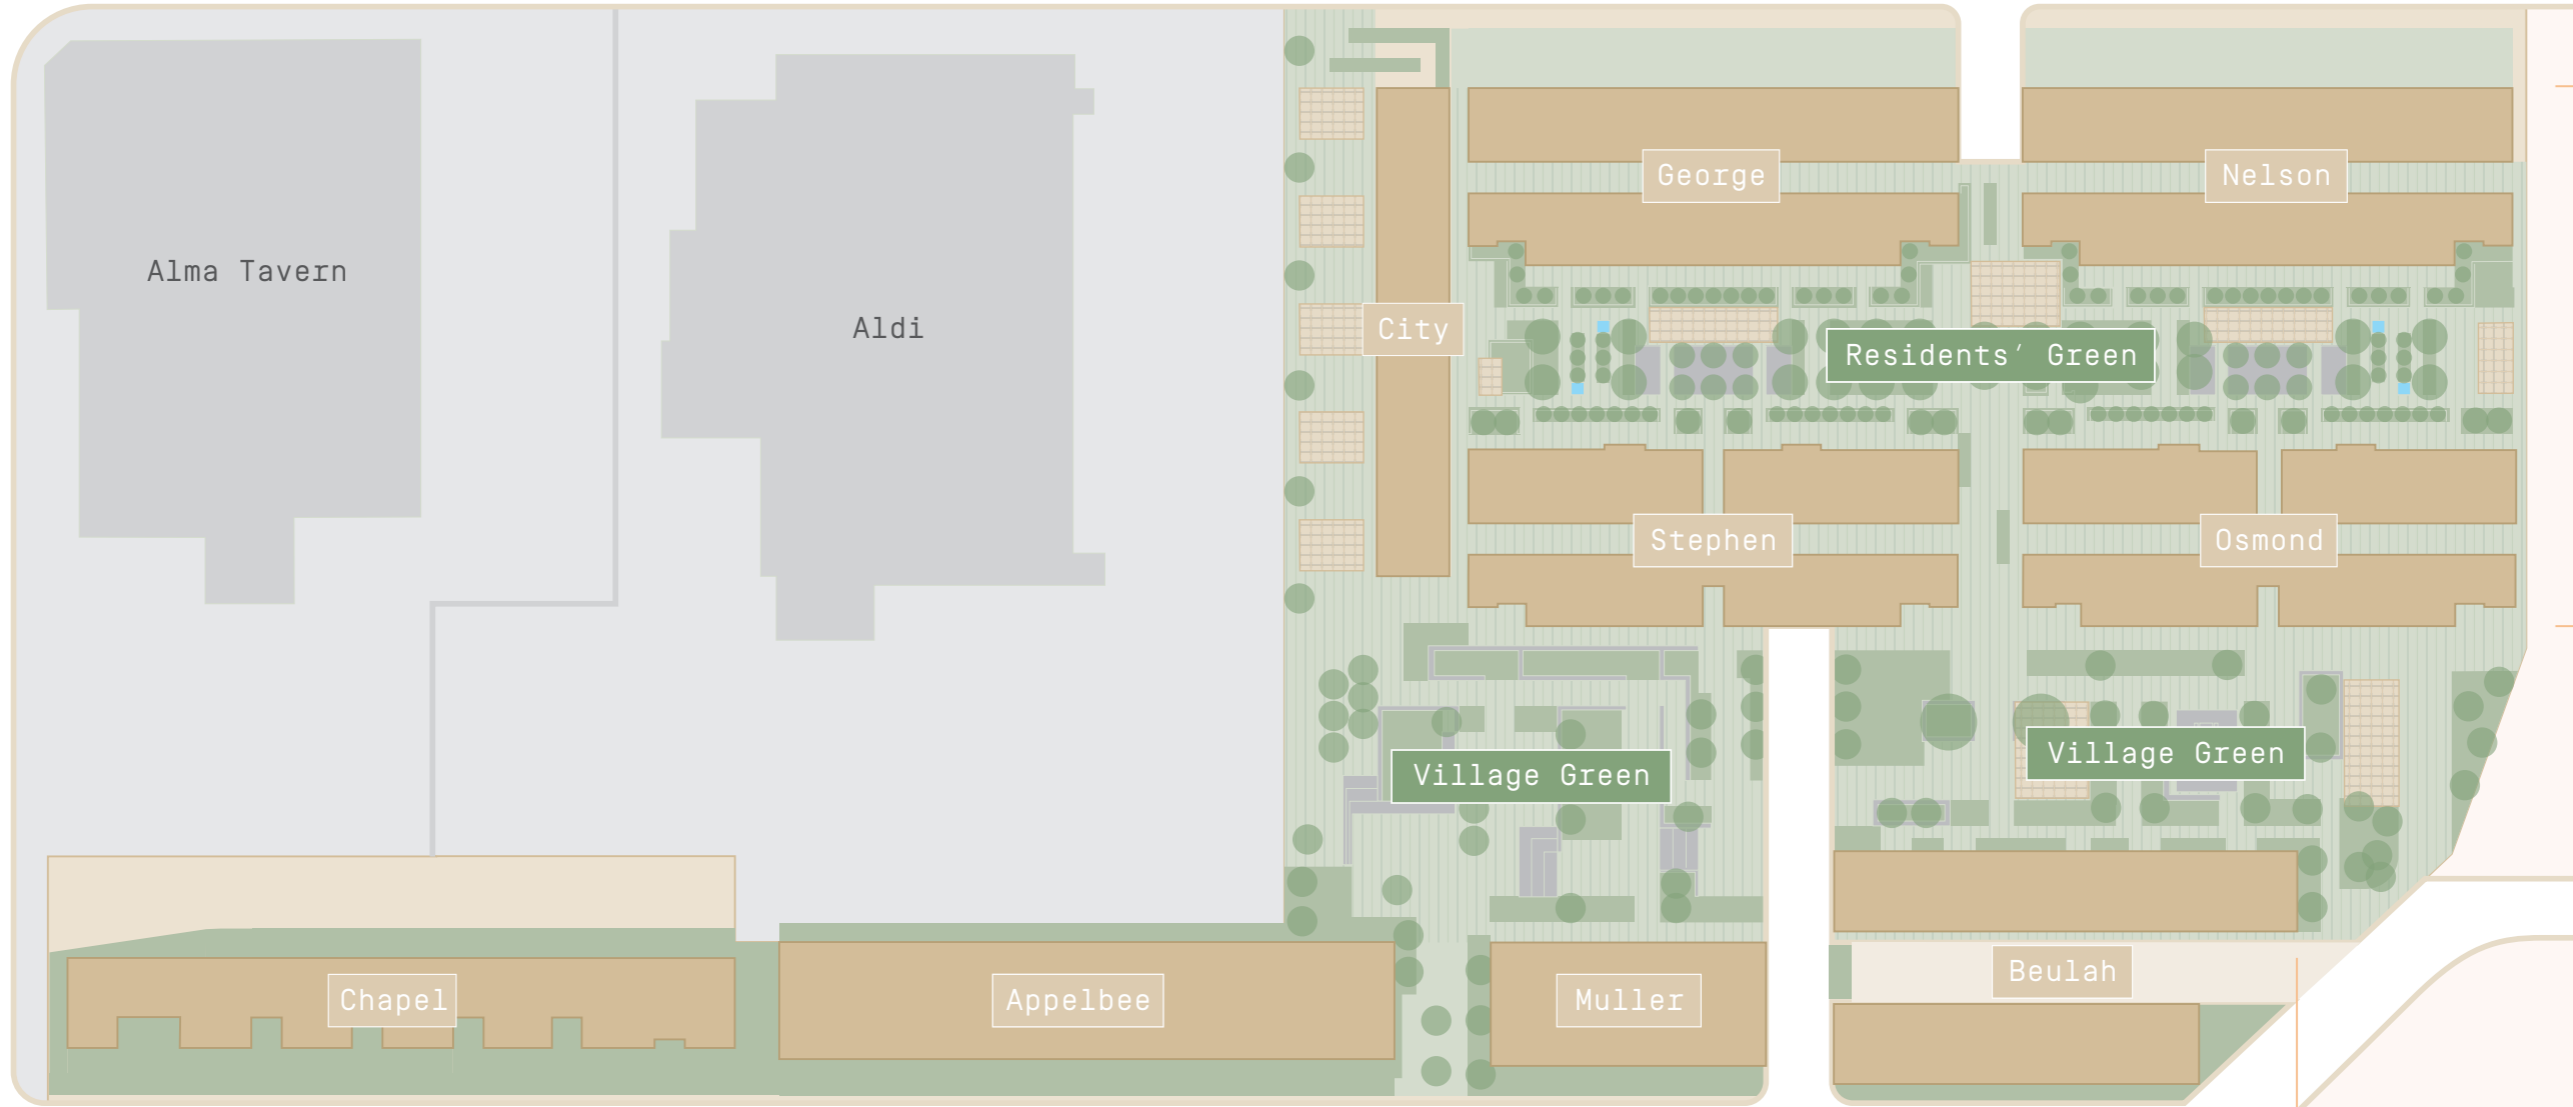 George
Nelson
Alma Tavern
Aldi
City
Residents’ Green
Stephen
Osmond
Village Green
Village Green
Chapel
Appelbee
Muller
Beulah